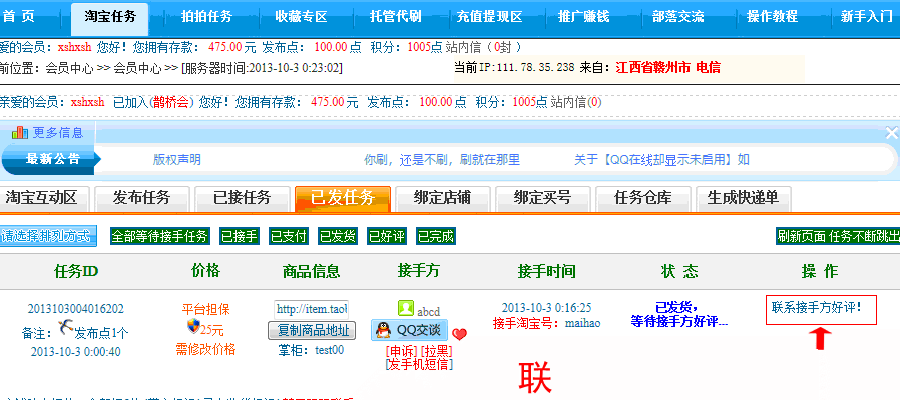 首 页 淘宝任务 拍拍任务 收藏专区 托管代刷 充值提现区 推广赚钱 部落交流 操作教程 新手入门
爱的会员：xshxsh 您好！您拥有存款： 475.00元 发布点： 100.00点 积分：1005点 站内信（0封 ）
前位置：会员中心 >> 会员中心 >> [服务器时间:2013-10-3 0:23:02] 当前IP:111.78.35.238 来自：江西省赣州市 电信
亲爱的会员：xshxsh 已加入(鹊桥会) 您好！您拥有存款： 475.00元 发布点： 100.00点 积分：1005点 站内信(0)
更多信息
最新公告 版权声明 你刷，还是不刷，刷就在那里 关于【QQ在线却显示未启用】如
淘宝互动区 发布任务 已接任务 已发任务 绑定店铺 绑定买号 任务仓库 生成快递单
请选择排列方式 全部等待接手任务 已接手 已支付 已发货 已好评 已完成 刷新页面 任务不断跳出
任务ID 价格 商品信息 接手方 接手时间 状 态 操 作
2013103004016202 平台担保 http://item.taol abcd 2013-10-3 0:16:25 已发货， 联系接手方好评！
备注： 发布点1个 25元 复制商品地址 QQ交谈 接手淘宝号：maihao 等待接手方好评...
2013-10-3 0:00:40 需修改价格 掌柜：test00 [申诉] [拉黑]
[发手机短信]
联